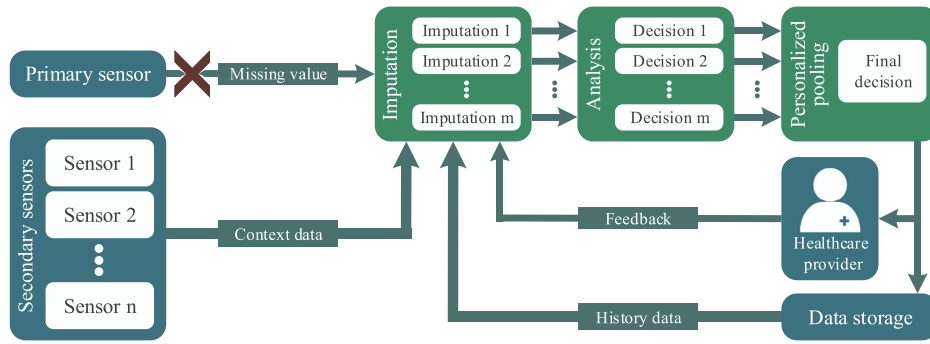 Primary sensor
Missing value
Secondary sensors
Sensor 1
Sensor 2
Sensor n
Context data
Imputation
Imputation 1
Imputation 2
Imputation m
Analysis
Decision 1
Decision 2
Decision m
Personalized
pooling
Final
decision
Feedback
Healthcare
provider
History data
Data storage